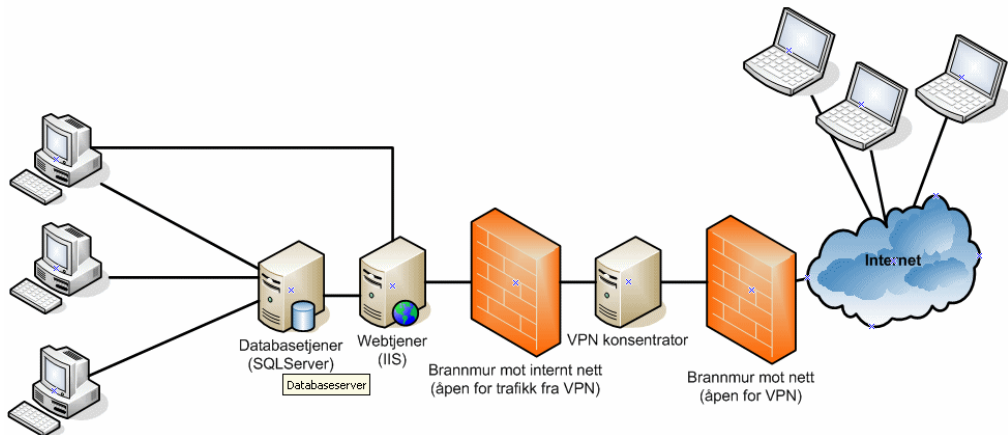 Internet
Databasetjener
(SQLServer)
Databaseserver
Webtjener
(IIS)
Brannmur mot internt nett
(åpen for trafikk fra VPN)
VPN konsentrator
Brannmur mot nett
(åpen for VPN)